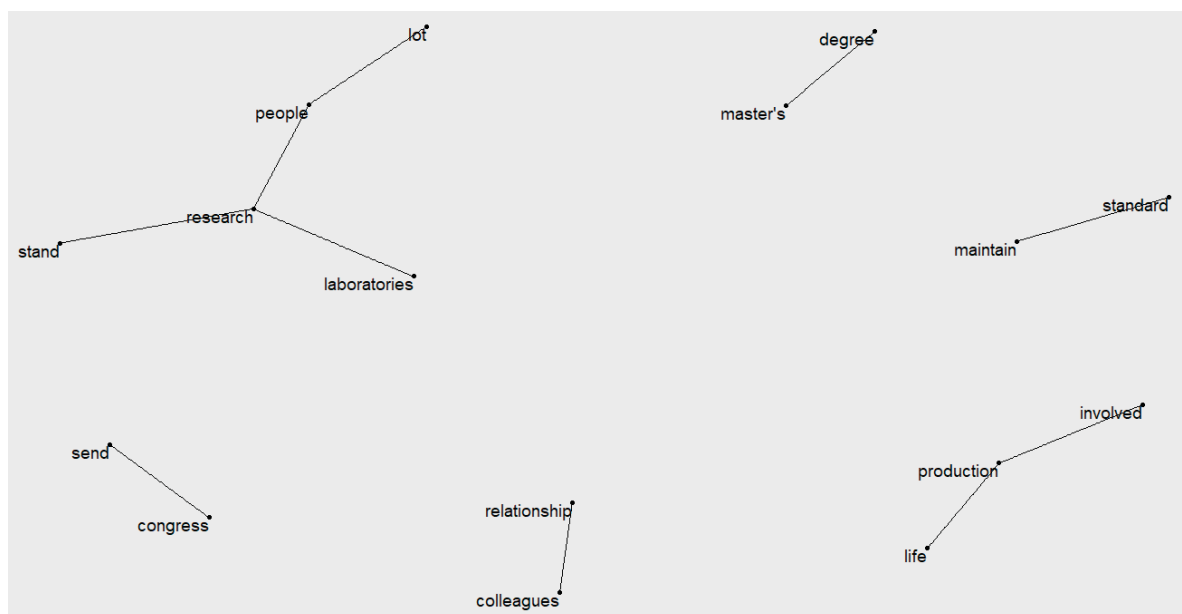 lot
degree
people
master's
standard
research
stand
maintain
laboratories
involved
send
production
relationship
congress
life
colleagues